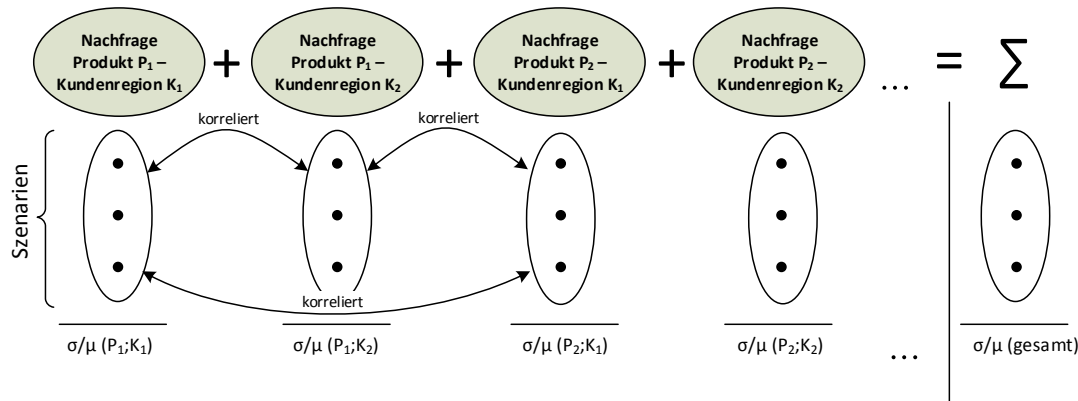 Nachfrage
Produkt P₁ –
Kundenregion K₁
+
Nachfrage
Produkt P₁ –
Kundenregion K₂
+
Nachfrage
Produkt P₂ –
Kundenregion K₁
+
Nachfrage
Produkt P₂ –
Kundenregion K₂
...
= ∑
korreliert
korreliert
Szenarien
korreliert
σ/μ (P₁;K₁)
σ/μ (P₁;K₂)
σ/μ (P₂;K₁)
σ/μ (P₂;K₂)
...
σ/μ (gesamt)